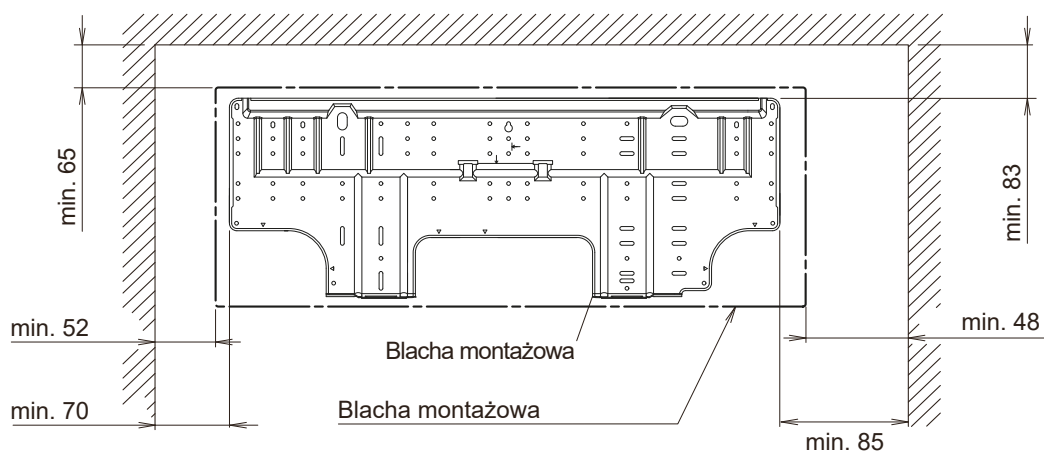 min. 65
min. 83
min. 52
min. 48
Blacha montażowa
min. 70
Blacha montażowa
min. 85